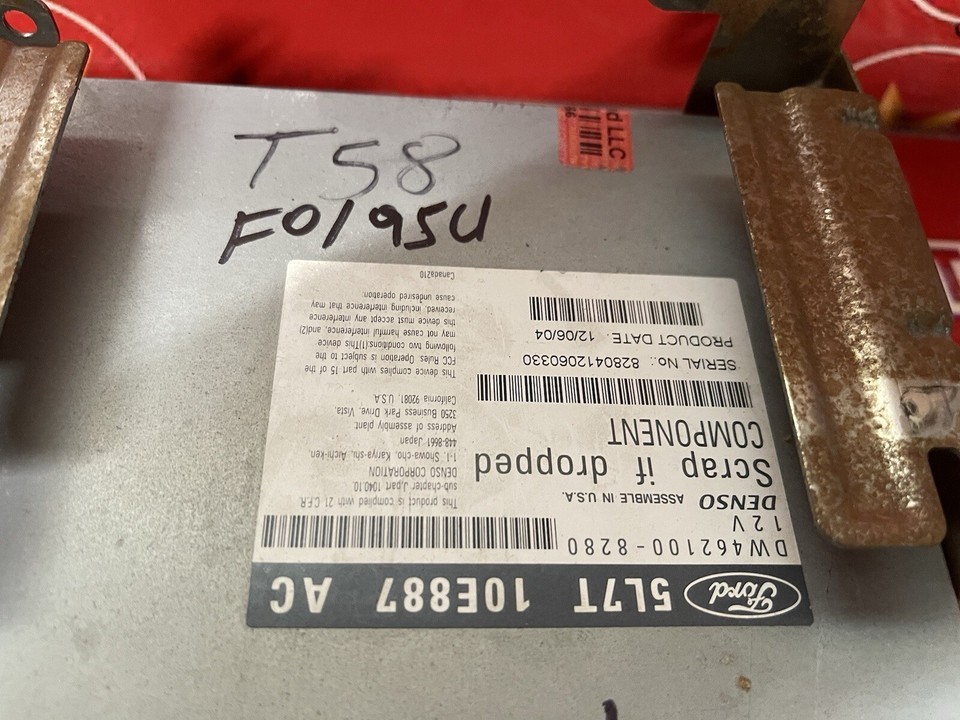 T 58
F0195U
d LLC
66
Ford 5L7T 10E887 AC
DW462100-8280
12V
DENSO ASSEMBLE IN U.S.A.
Scrap if dropped
COMPONENT
SERIAL No.: 8280412060330
PRODUCT DATE. 12/06/04
This product is complied with 21 C.F.R.
sub-chapter J,part 1040.10.
DENSO CORPORATION
1-1, Showa-cho, Kariya-shi, Aichi-ken,
448-8661 Japan
Address of assembly plant
3250 Business Park Drive, Vista,
California 92081, U.S.A
This device complies with part 15 of the
FCC Rules. Operation is subject to the
following two conditions:(1)This device
may not cause harmful interference, and(2)
this device must accept any interference
received, including interference that may
cause undesired operation
Canada210